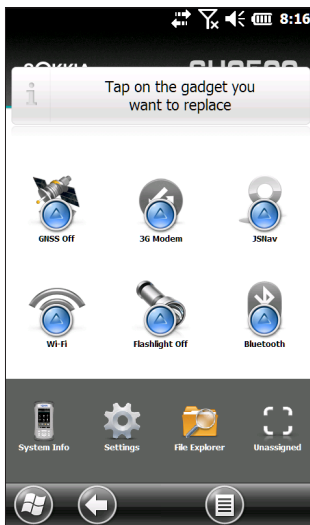 8:16
Tap on the gadget you
want to replace
GNSS Off
3G Modem
JSNav
Wi-Fi
Flashlight Off
Bluetooth
System Info
Settings
File Explorer
Unassigned